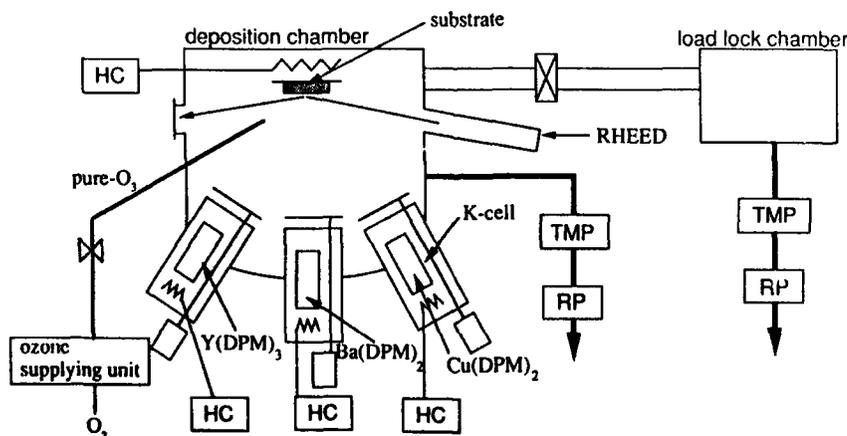 substrate
deposition chamber
load lock chamber
HC
RHEED
pure-O₃
K-cell
TMP
TMP
RP
RP
Y(DPM)₃
Ba(DPM)₂
Cu(DPM)₂
ozone
supplying unit
HC
HC
HC
O₂